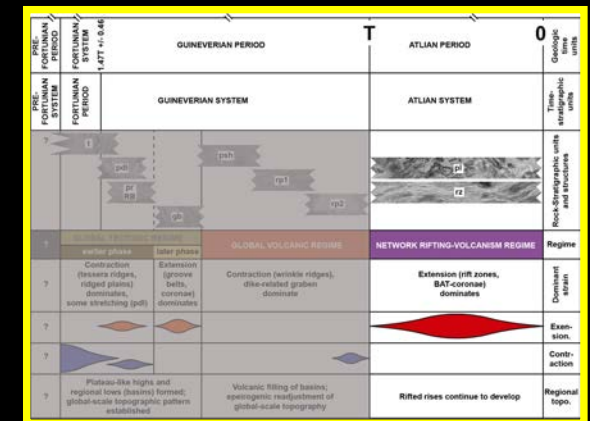 PRE-
FORTUNIAN
PERIOD
FORTUNIAN
SYSTEM
1.47T +/- 0.46
GUINEVERIAN PERIOD
T
ATLIAN PERIOD
0
Geologic
time
units
PRE-
FORTUNIAN
SYSTEM
FORTUNIAN
PERIOD
GUINEVERIAN SYSTEM
ATLIAN SYSTEM
Time-
stratigraphic
units
?
t
pdl
pr
gb
psh
rp1
rp2
pl
rz
Rock-Stratigraphic units
and structures
?
GLOBAL TECTONIC REGIME
earlier phase
later phase
GLOBAL VOLCANIC REGIME
NETWORK RIFTING-VOLCANISM REGIME
Regime
?
Contraction
(tessera ridges,
ridged plains)
dominates,
some stretching (pdl)
Extension
(groove
belts,
coronae)
dominates
Contraction (wrinkle ridges),
dike-related graben
dominate
Extension (rift zones,
BAT-coronae)
dominates
Dominant
strain
?
Exen-
sion.
?
Contr-
action
?
Plateau-like highs and
regional lows (basins) formed;
global-scale topographic pattern
established
Volcanic filling of basins;
epeirogenic readjustment of
global-scale topography
Rifted rises continue to develop
Regional
topo.